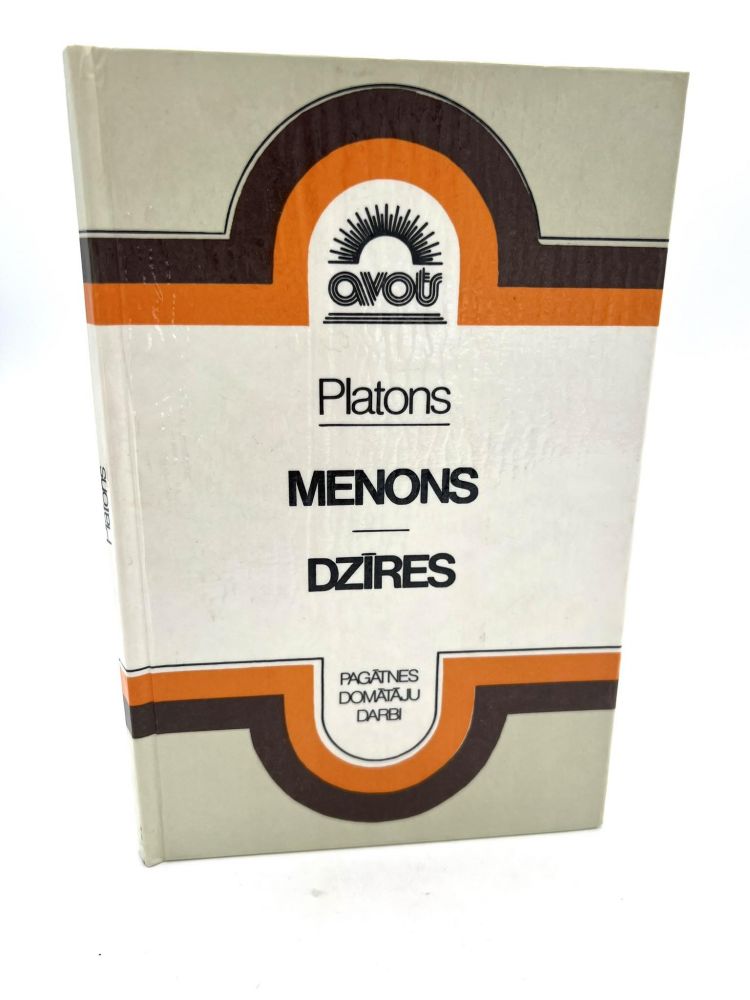 avots
Platons
MENONS
DZĪRES
PAGĀTNES
DOMĀTĀJU
DARBI
Platons